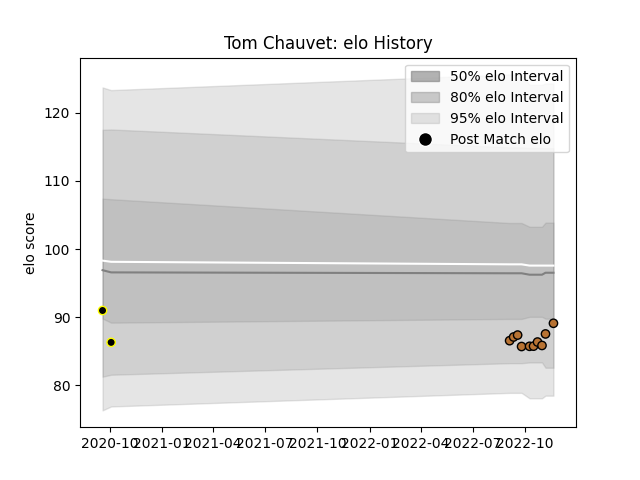 Tom Chauvet: elo History
50% elo Interval
80% elo Interval
95% elo Interval
Post Match elo
elo score
120
110
100
90
80
2020-10 2021-01 2021-04 2021-07 2021-10 2022-01 2022-04 2022-07 2022-10